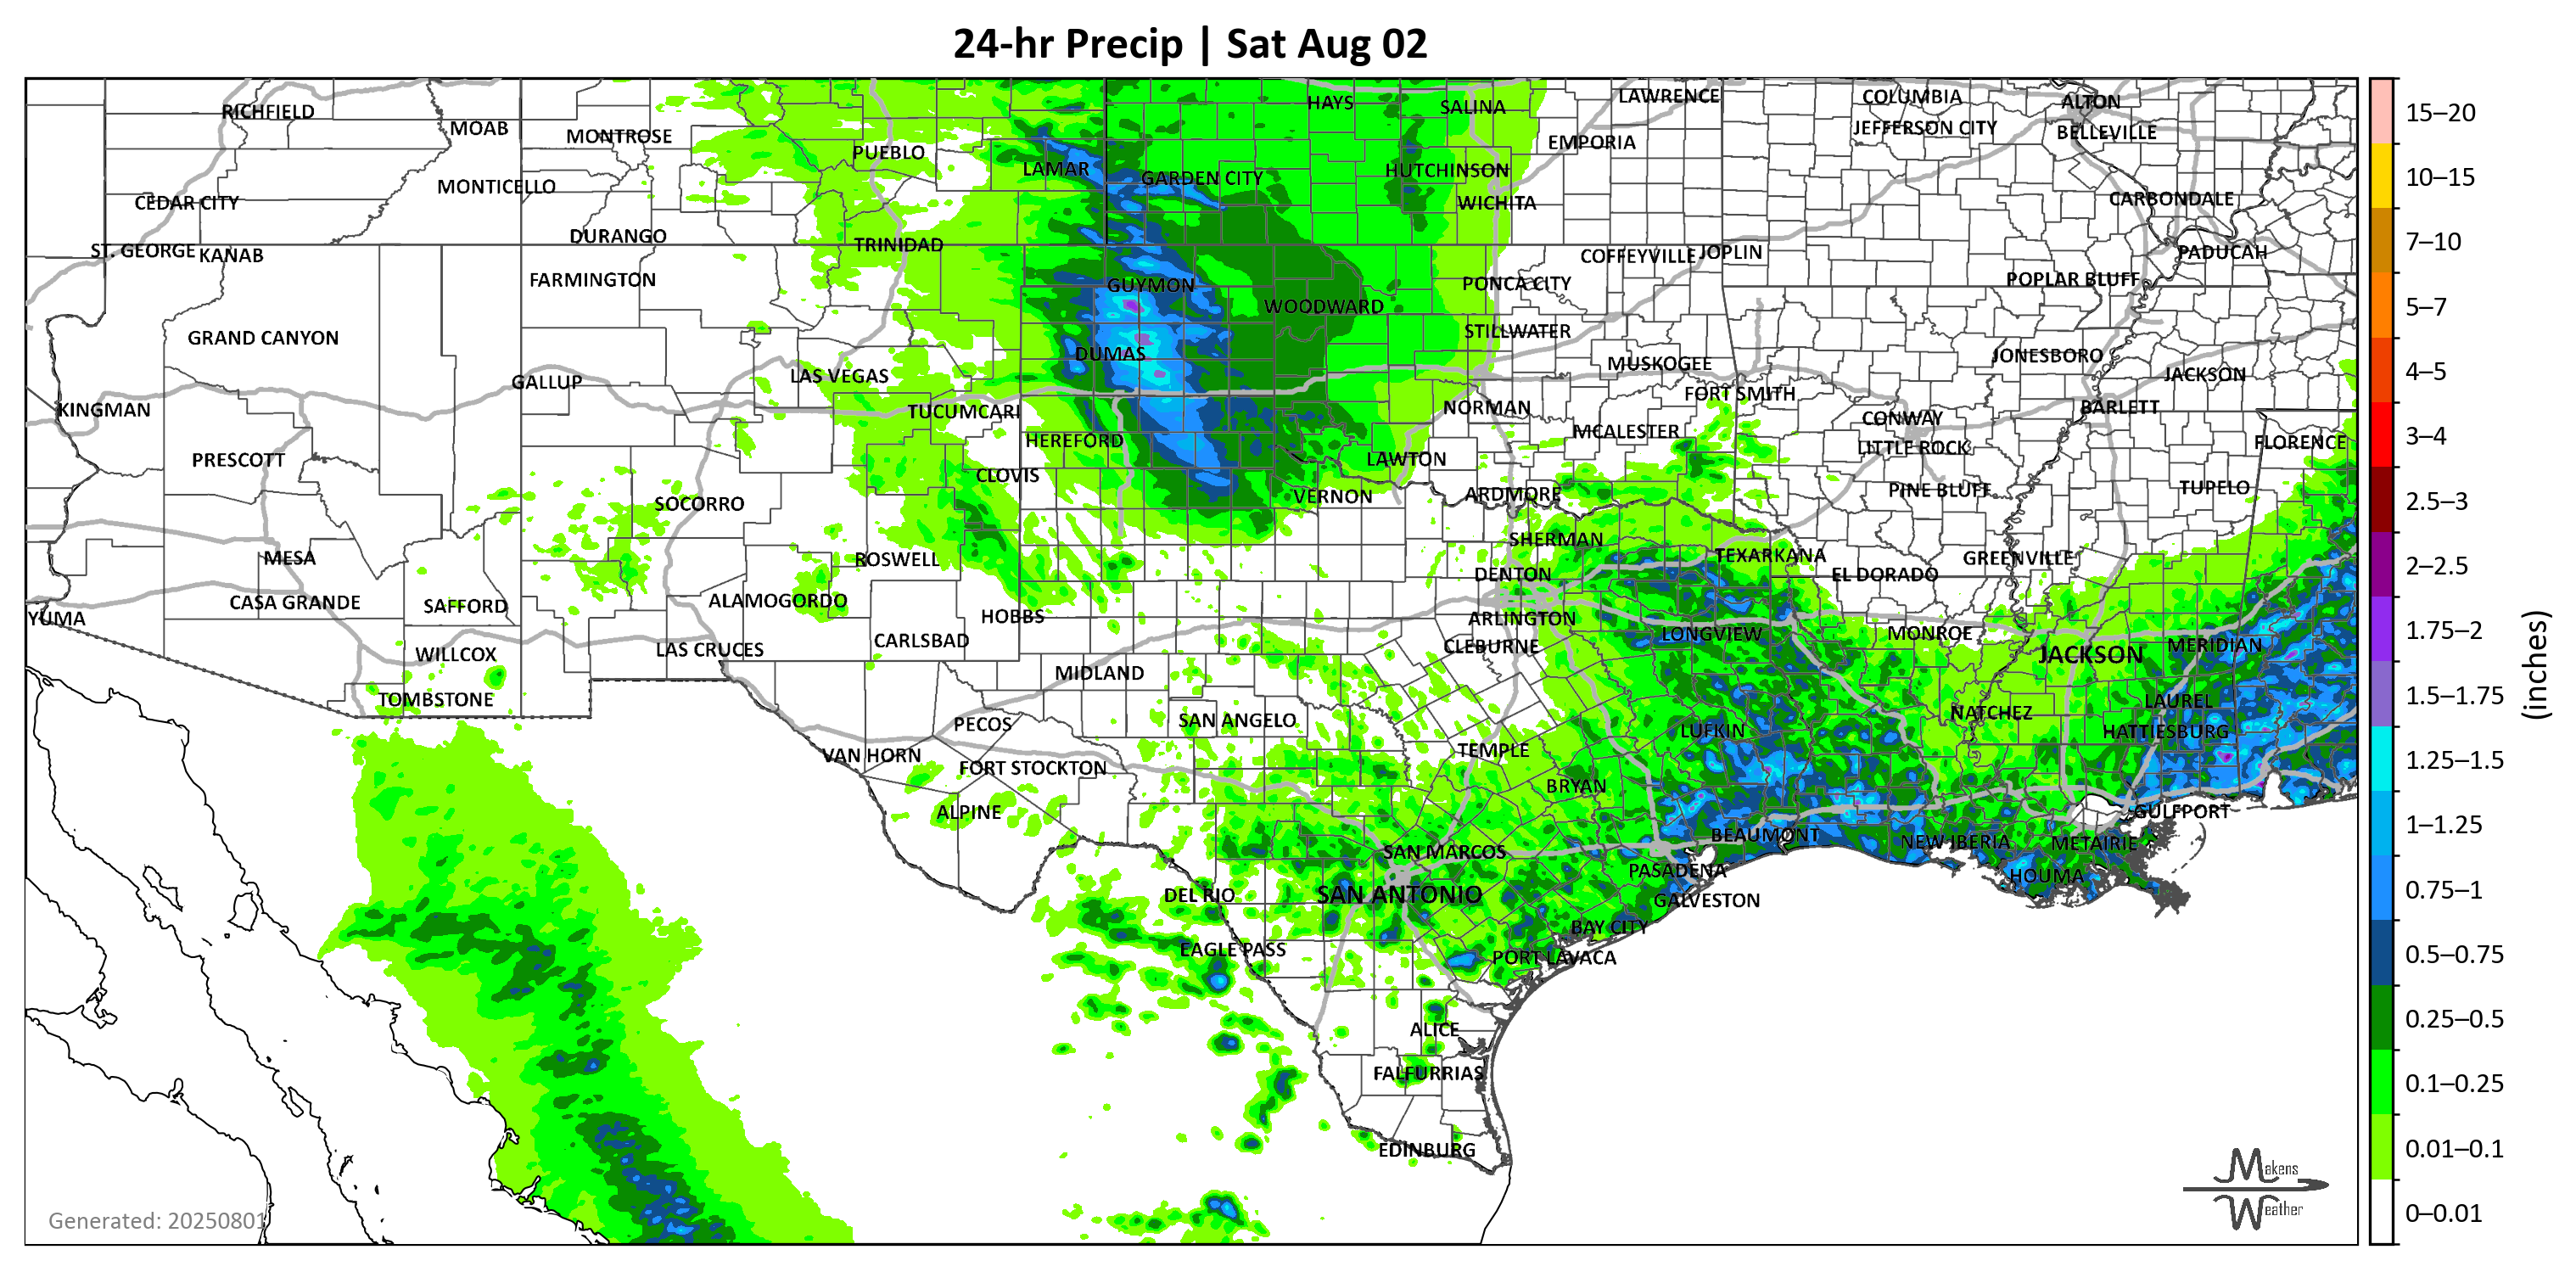 24-hr Precip | Sat Aug 02
RICHFIELD
MOAB
MONTROSE
PUEBLO
LAMAR
HAYS
SALINA
LAWRENCE
EMPORIA
COLUMBIA
JEFFERSON CITY
ALTON
BELLEVILLE
GARDEN CITY
HUTCHINSON
WICHITA
CEDAR CITY
MONTICELLO
CARBONDALE
ST. GEORGE
KANAB
DURANGO
TRINIDAD
COFFEYVILLE
JOPLIN
PADUCAH
FARMINGTON
GUYMON
WOODWARD
PONCA CITY
POPLAR BLUFF
GRAND CANYON
DUMAS
STILLWATER
MUSKOGEE
JONESBORO
JACKSON
GALLUP
LAS VEGAS
FORT SMITH
KINGMAN
TUCUMCARI
NORMAN
CONWAY
BARLETT
PRESCOTT
HEREFORD
LAWTON
MCALESTER
LITTLE ROCK
FLORENCE
SOCORRO
CLOVIS
VERNON
ARDMORE
PINE BLUFF
TUPELO
MESA
ROSWELL
SHERMAN
TEXARKANA
GREENVILLE
DENTON
EL DORADO
YUMA
CASA GRANDE
SAFFORD
ALAMOGORDO
HOBBS
ARLINGTON
WILLCOX
LAS CRUCES
CARLSBAD
CLEBURNE
LONGVIEW
MONROE
JACKSON
MERIDIAN
TOMBSTONE
MIDLAND
LAUREL
PECOS
SAN ANGELO
LUFKIN
NATCHEZ
HATTIESBURG
VAN HORN
FORT STOCKTON
TEMPLE
BRYAN
ALPINE
SAN MARCOS
BEAUMONT
NEW IBERIA
GULFPORT
METAIRIE
DEL RIO
SAN ANTONIO
PASADENA
GALVESTON
HOUMA
EAGLE PASS
BAY CITY
PORT LAVACA
ALICE
FALFURRIAS
EDINBURG
Generated: 20250801
Makens
Weather
15–20
10–15
7–10
5–7
4–5
3–4
2.5–3
2–2.5
1.75–2
1.5–1.75
1.25–1.5
1–1.25
0.75–1
0.5–0.75
0.25–0.5
0.1–0.25
0.01–0.1
0–0.01
(inches)